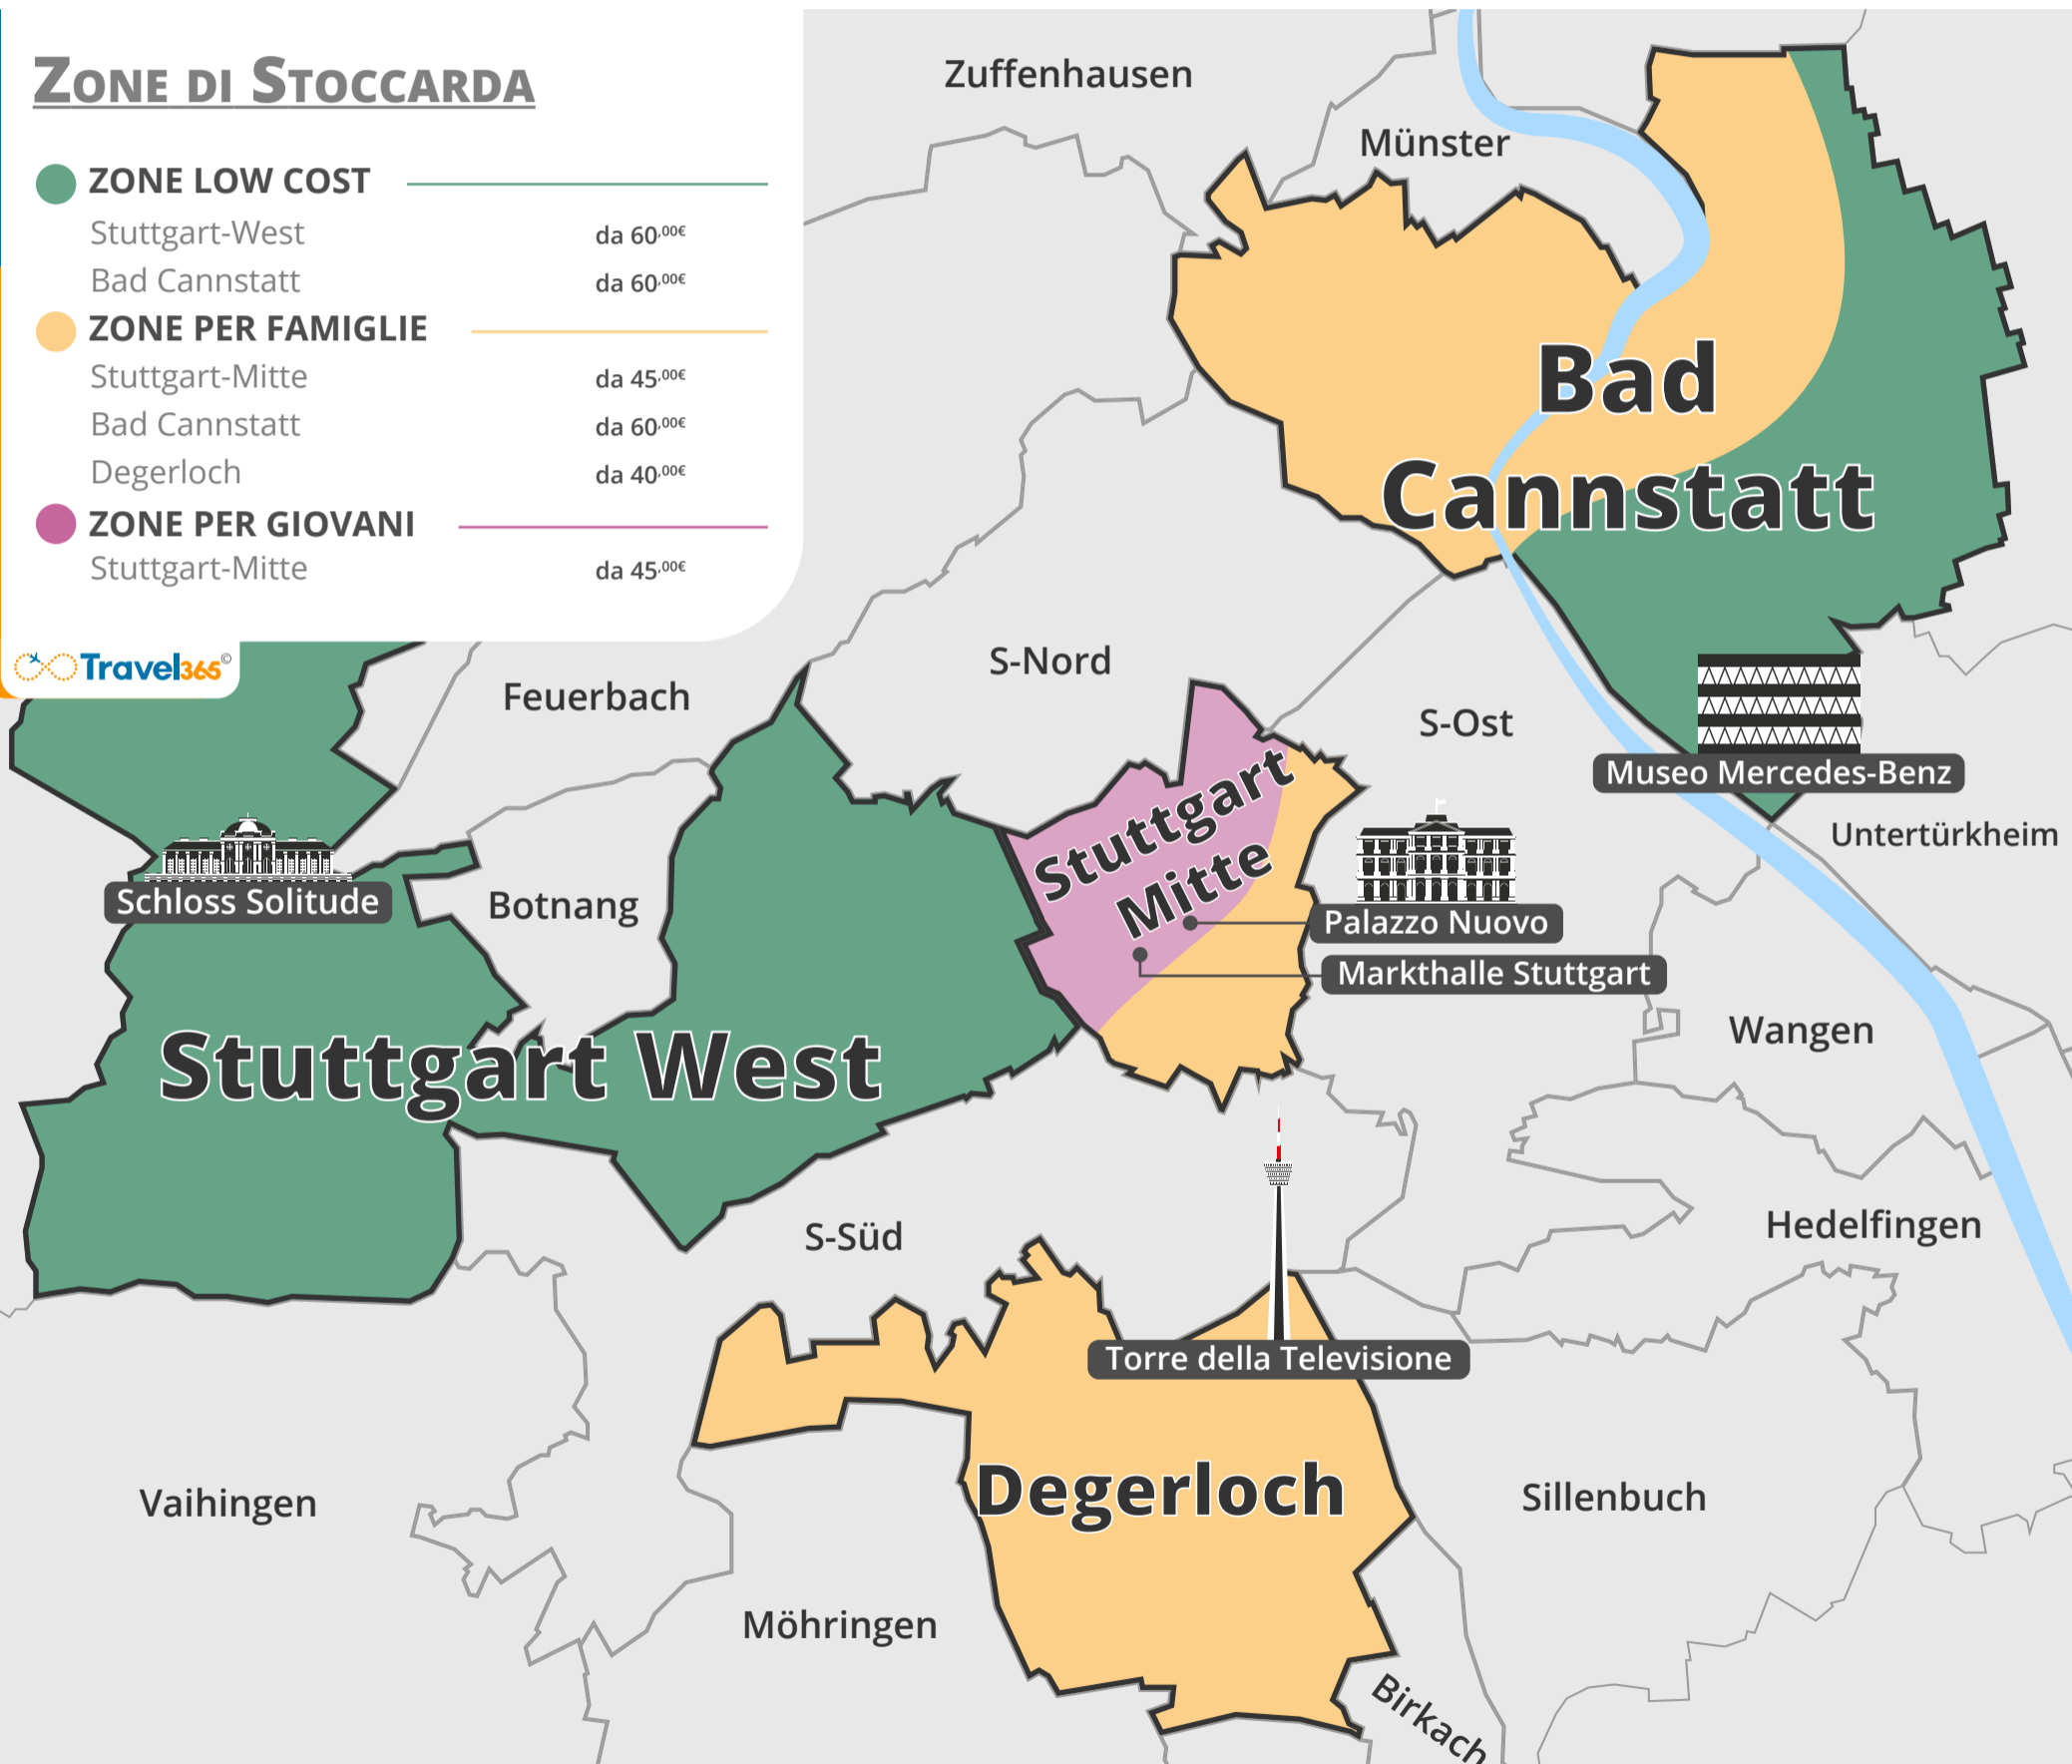 ZONE DI STOCCARDA
ZONE LOW COST
Stuttgart-West da 60,00€
Bad Cannstatt da 60,00€
ZONE PER FAMIGLIE
Stuttgart-Mitte da 45,00€
Bad Cannstatt da 60,00€
Degerloch da 40,00€
ZONE PER GIOVANI
Stuttgart-Mitte da 45,00€
Travel365©
Zuffenhausen
Münster
Bad
Cannstatt
S-Nord
Feuerbach
S-Ost
Museo Mercedes-Benz
Untertürkheim
Stuttgart
Mitte
Schloss Solitude
Botnang
Palazzo Nuovo
Markthalle Stuttgart
Wangen
Stuttgart West
S-Süd
Hedelfingen
Torre della Televisione
Degerloch
Vaihingen
Sillenbuch
Möhringen
Birkach